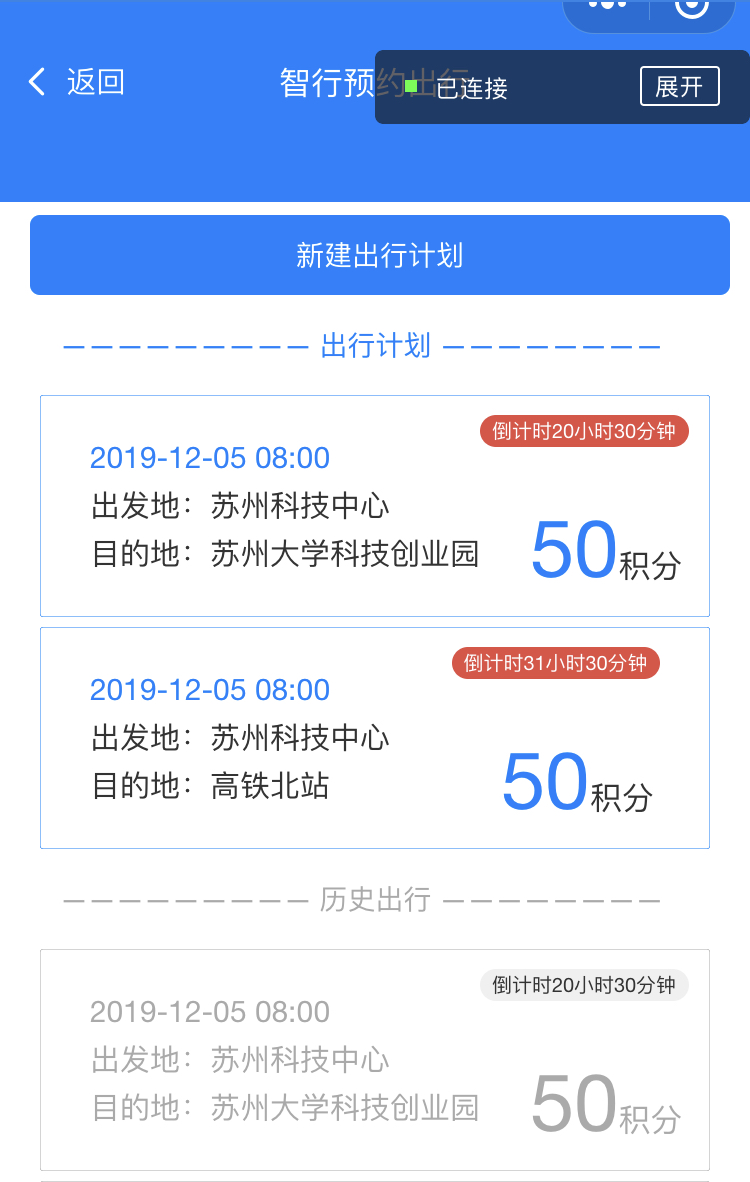 返回
智行预约出行
已连接
展开
新建出行计划
出行计划
倒计时20小时30分钟
2019-12-05 08:00
出发地：苏州科技中心
目的地：苏州大学科技创业园
50积分
倒计时31小时30分钟
2019-12-05 08:00
出发地：苏州科技中心
目的地：高铁北站
50积分
历史出行
倒计时20小时30分钟
2019-12-05 08:00
出发地：苏州科技中心
目的地：苏州大学科技创业园
50积分